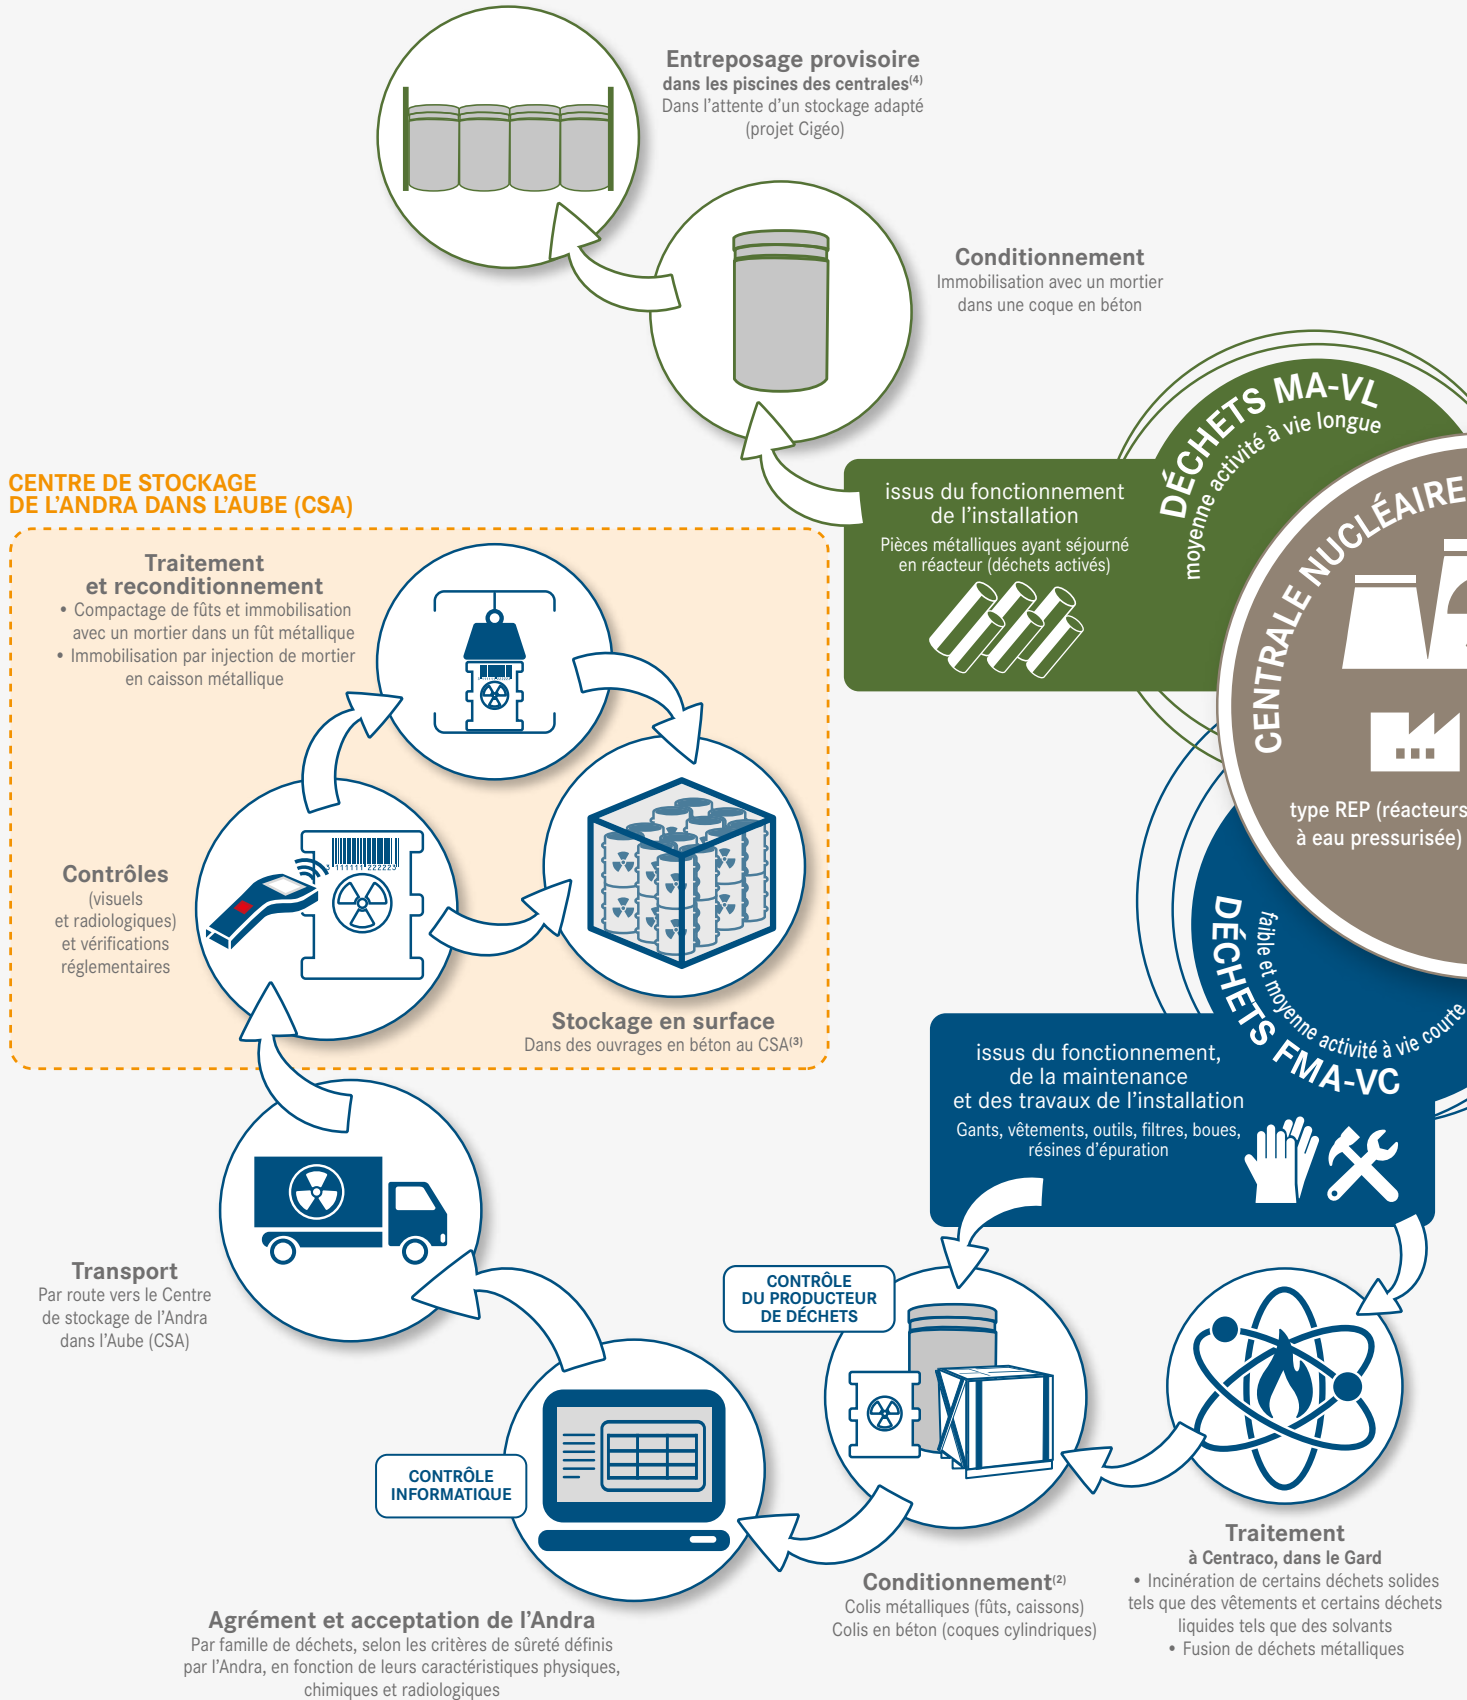 Entreposage provisoire
dans les piscines des centrales(4)
Dans l'attente d'un stockage adapté
(projet Cigéo)
Conditionnement
Immobilisation avec un mortier
dans une coque en béton
DÉCHETS MA-VL
moyenne activité à vie longue
issus du fonctionnement
de l'installation
Pièces métalliques ayant séjourné
en réacteur (déchets activés)
CENTRALE NUCLÉAIRE
type REP (réacteurs
à eau pressurisée)
CENTRE DE STOCKAGE
DE L'ANDRA DANS L'AUBE (CSA)
Traitement
et reconditionnement
• Compactage de fûts et immobilisation
avec un mortier dans un fût métallique
• Immobilisation par injection de mortier
en caisson métallique
Contrôles
(visuels
et radiologiques)
et vérifications
réglementaires
3 111111 222223
Stockage en surface
Dans des ouvrages en béton au CSA(3)
DÉCHETS FMA-VC
faible et moyenne activité à vie courte
issus du fonctionnement,
de la maintenance
et des travaux de l'installation
Gants, vêtements, outils, filtres, boues,
résines d'épuration
Transport
Par route vers le Centre
de stockage de l'Andra
dans l'Aube (CSA)
CONTRÔLE
DU PRODUCTEUR
DE DÉCHETS
CONTRÔLE
INFORMATIQUE
Traitement
à Centraco, dans le Gard
• Incinération de certains déchets solides
tels que des vêtements et certains déchets
liquides tels que des solvants
• Fusion de déchets métalliques
Conditionnement(2)
Colis métalliques (fûts, caissons)
Colis en béton (coques cylindriques)
Agrément et acceptation de l'Andra
Par famille de déchets, selon les critères de sûreté définis
par l'Andra, en fonction de leurs caractéristiques physiques,
chimiques et radiologiques